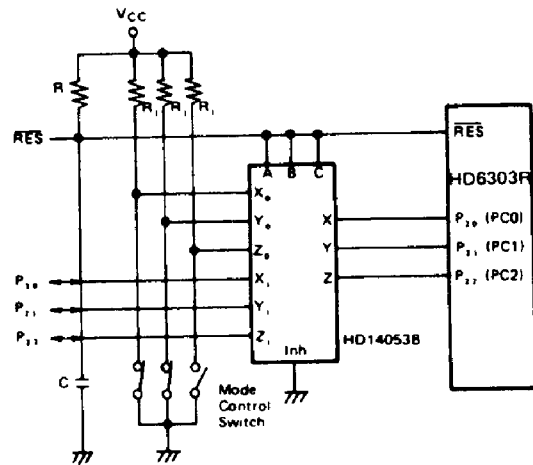 VCC
R R₁ R₁ R₁
RES RES
A B C
HD6303R
X₀
Y₀ X P₂₀ (PC0)
Z₀ Y P₂₁ (PC1)
P₂₀ X₁ Z P₂₂ (PC2)
P₂₁ Y₁
P₂₂ Z₁ HD14053B
Inh
C
Mode
Control
Switch